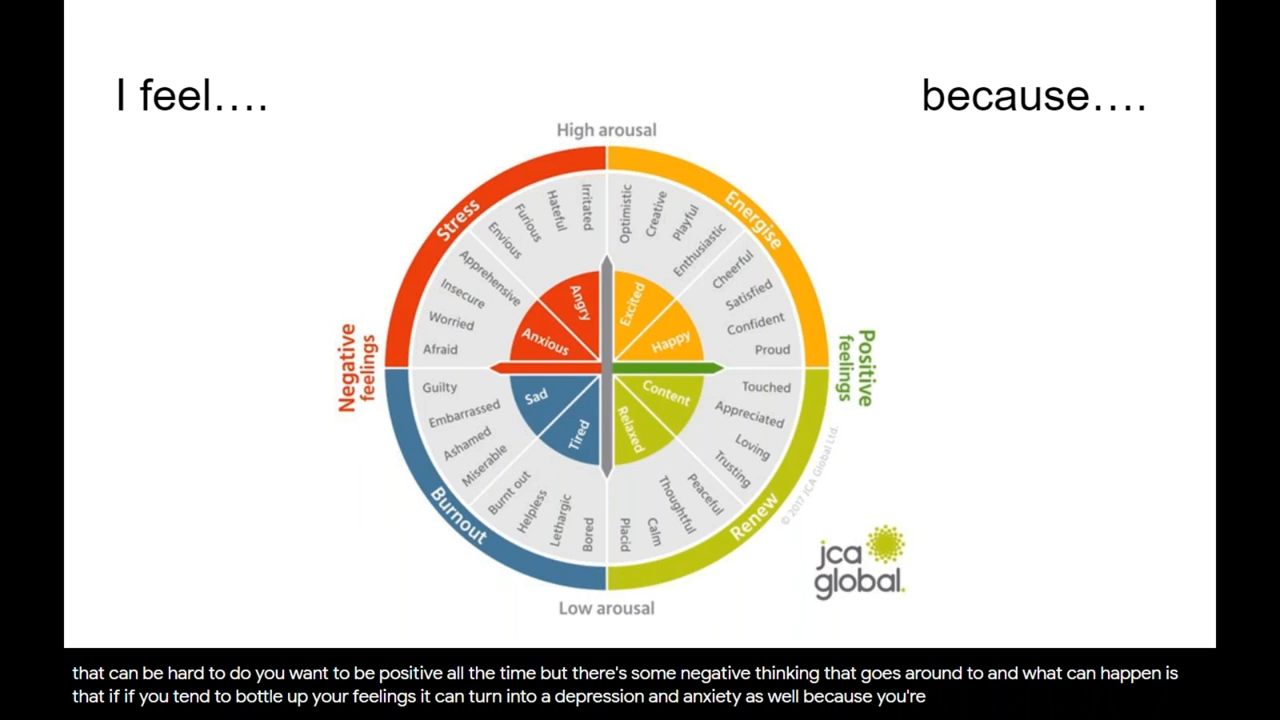 I feel....
because....
High arousal
Stress
Energise
Envious
Furious
Hateful
Irritated
Optimistic
Creative
Playful
Enthusiastic
Apprehensive
Insecure
Worried
Afraid
Cheerful
Satisfied
Confident
Proud
Angry
Anxious
Excited
Happy
Negative
feelings
Positive
feelings
Sad
Tired
Content
Relaxed
Guilty
Embarrassed
Ashamed
Miserable
Touched
Appreciated
Loving
Trusting
Burnt out
Helpless
Lethargic
Bored
Placid
Calm
Thoughtful
Peaceful
Burnout
Renew
© 2017 JCA Global Ltd.
jca
global.
Low arousal
that can be hard to do you want to be positive all the time but there's some negative thinking that goes around to and what can happen is
that if if you tend to bottle up your feelings it can turn into a depression and anxiety as well because you're